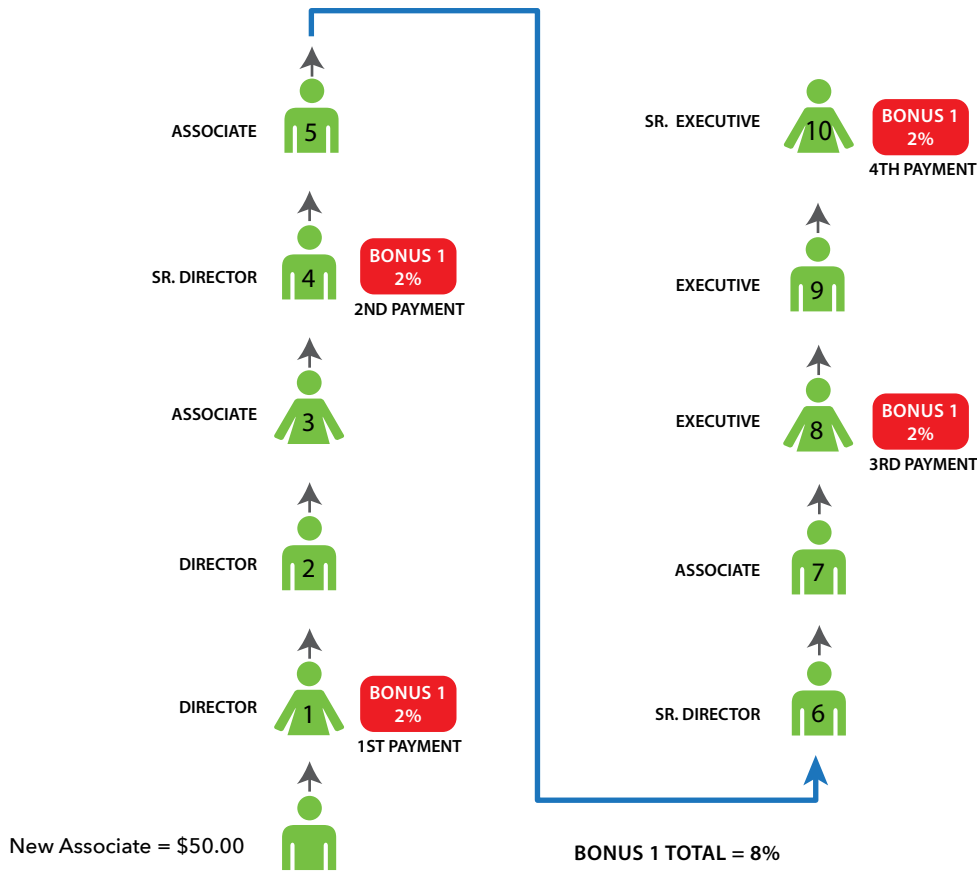 ASSOCIATE
5
SR. DIRECTOR
4
BONUS 1
2%
2ND PAYMENT
ASSOCIATE
3
DIRECTOR
2
DIRECTOR
1
BONUS 1
2%
1ST PAYMENT
New Associate = $50.00
SR. EXECUTIVE
10
BONUS 1
2%
4TH PAYMENT
EXECUTIVE
9
EXECUTIVE
8
BONUS 1
2%
3RD PAYMENT
ASSOCIATE
7
SR. DIRECTOR
6
BONUS 1 TOTAL = 8%